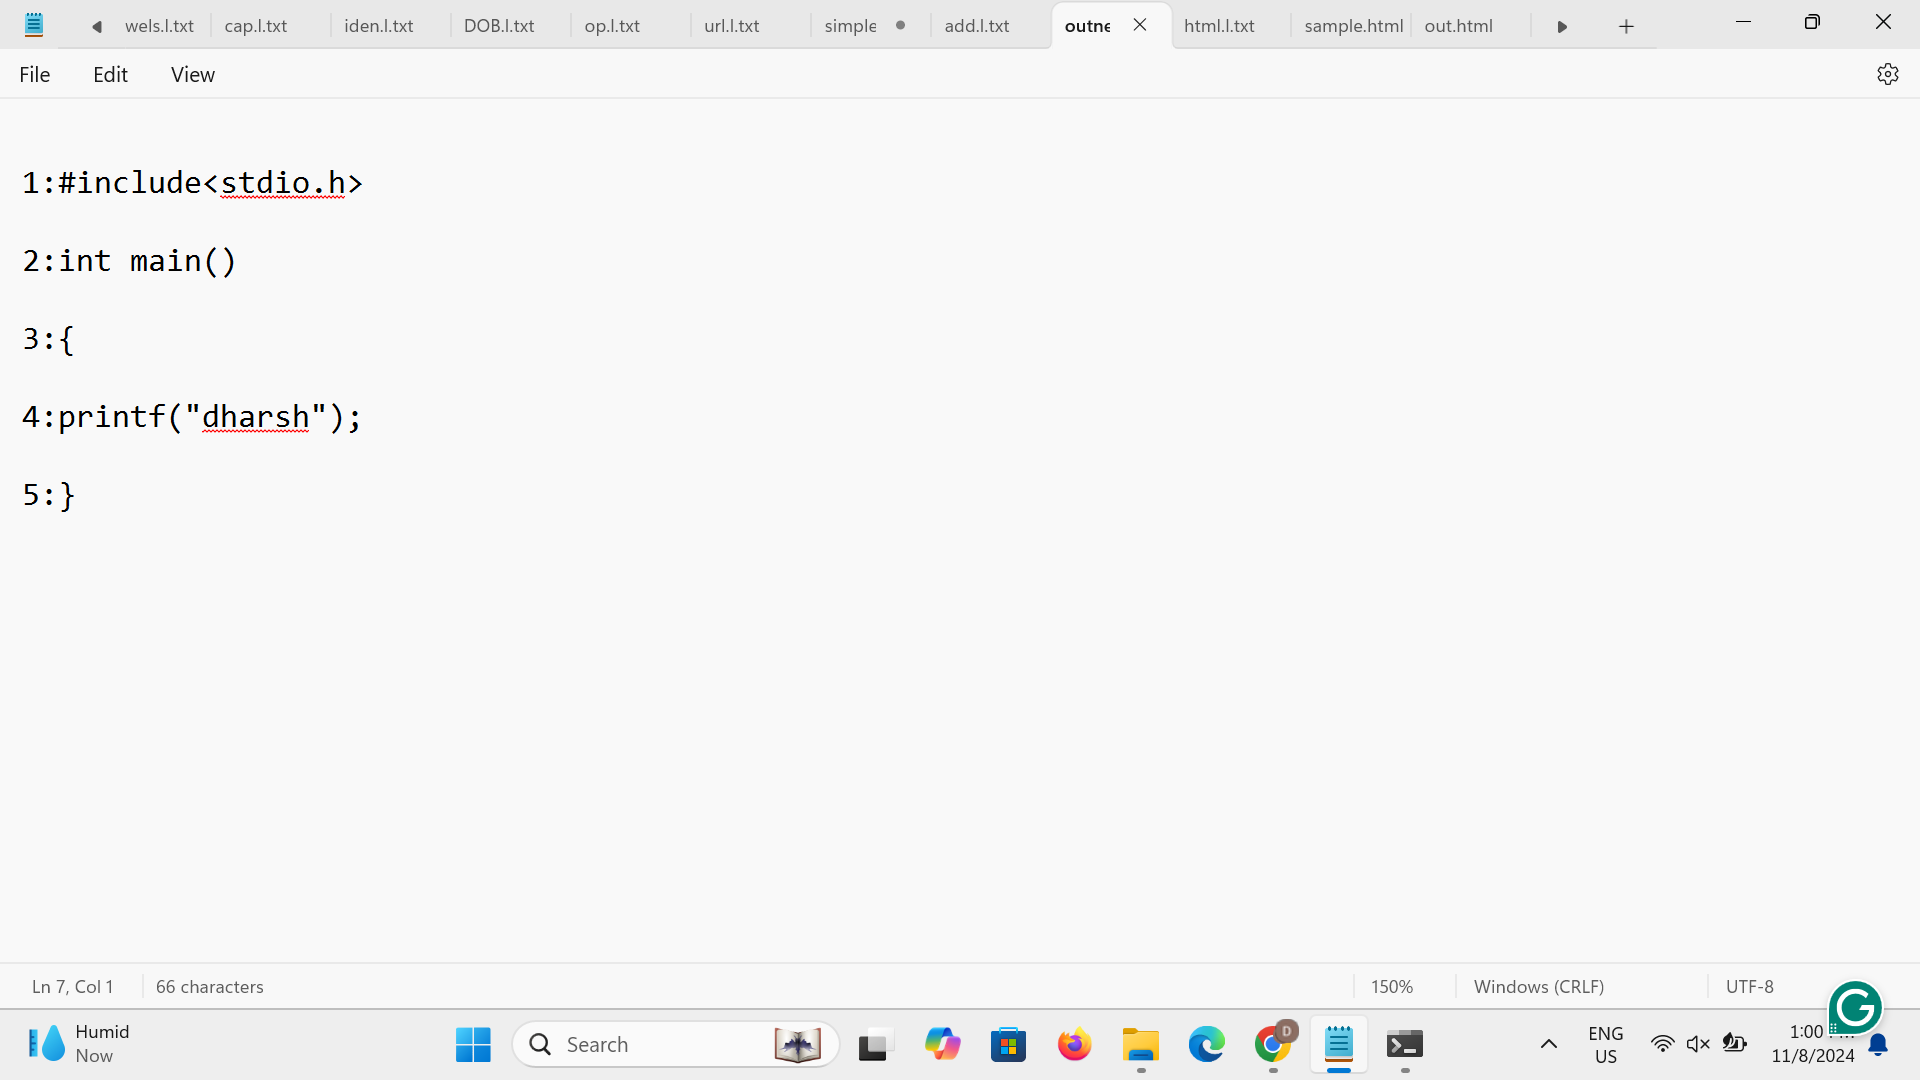 wels.l.txt cap.l.txt iden.l.txt DOB.l.txt op.l.txt url.l.txt simple add.l.txt outne html.l.txt sample.html out.html
File Edit View
1:#include<stdio.h>
2:int main()
3:{
4:printf("dharsh");
5:}
Ln 7, Col 1 66 characters 150% Windows (CRLF) UTF-8
Humid
Now
Search
D
ENG
US
1:00
11/8/2024